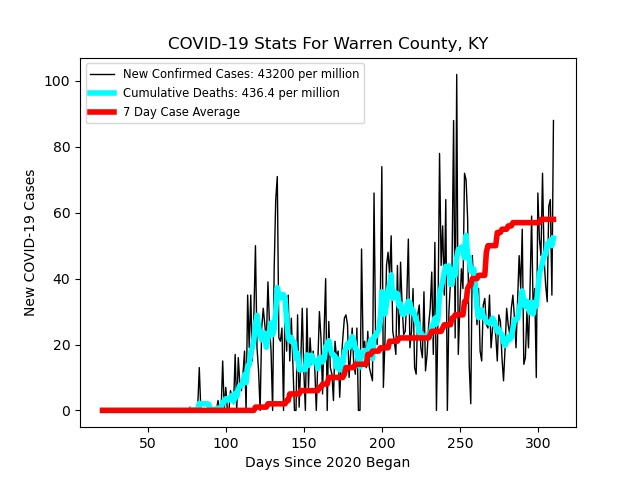 COVID-19 Stats For Warren County, KY
New Confirmed Cases: 43200 per million
Cumulative Deaths: 436.4 per million
7 Day Case Average
New COVID-19 Cases
100
80
60
40
20
0
50 100 150 200 250 300
Days Since 2020 Began